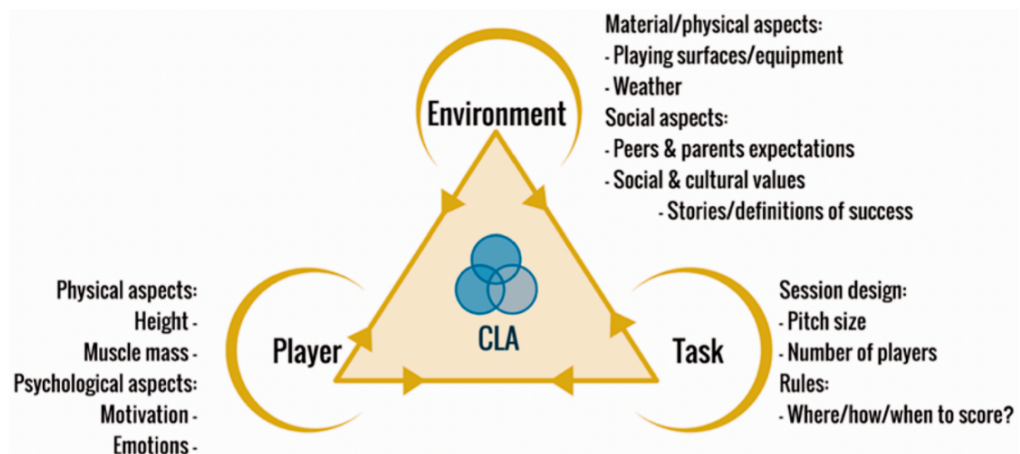 Environment
Material/physical aspects:
- Playing surfaces/equipment
- Weather
Social aspects:
- Peers & parents expectations
- Social & cultural values
- Stories/definitions of success
CLA
Player
Physical aspects:
Height -
Muscle mass -
Psychological aspects:
Motivation -
Emotions -
Task
Session design:
- Pitch size
- Number of players
Rules:
- Where/how/when to score?